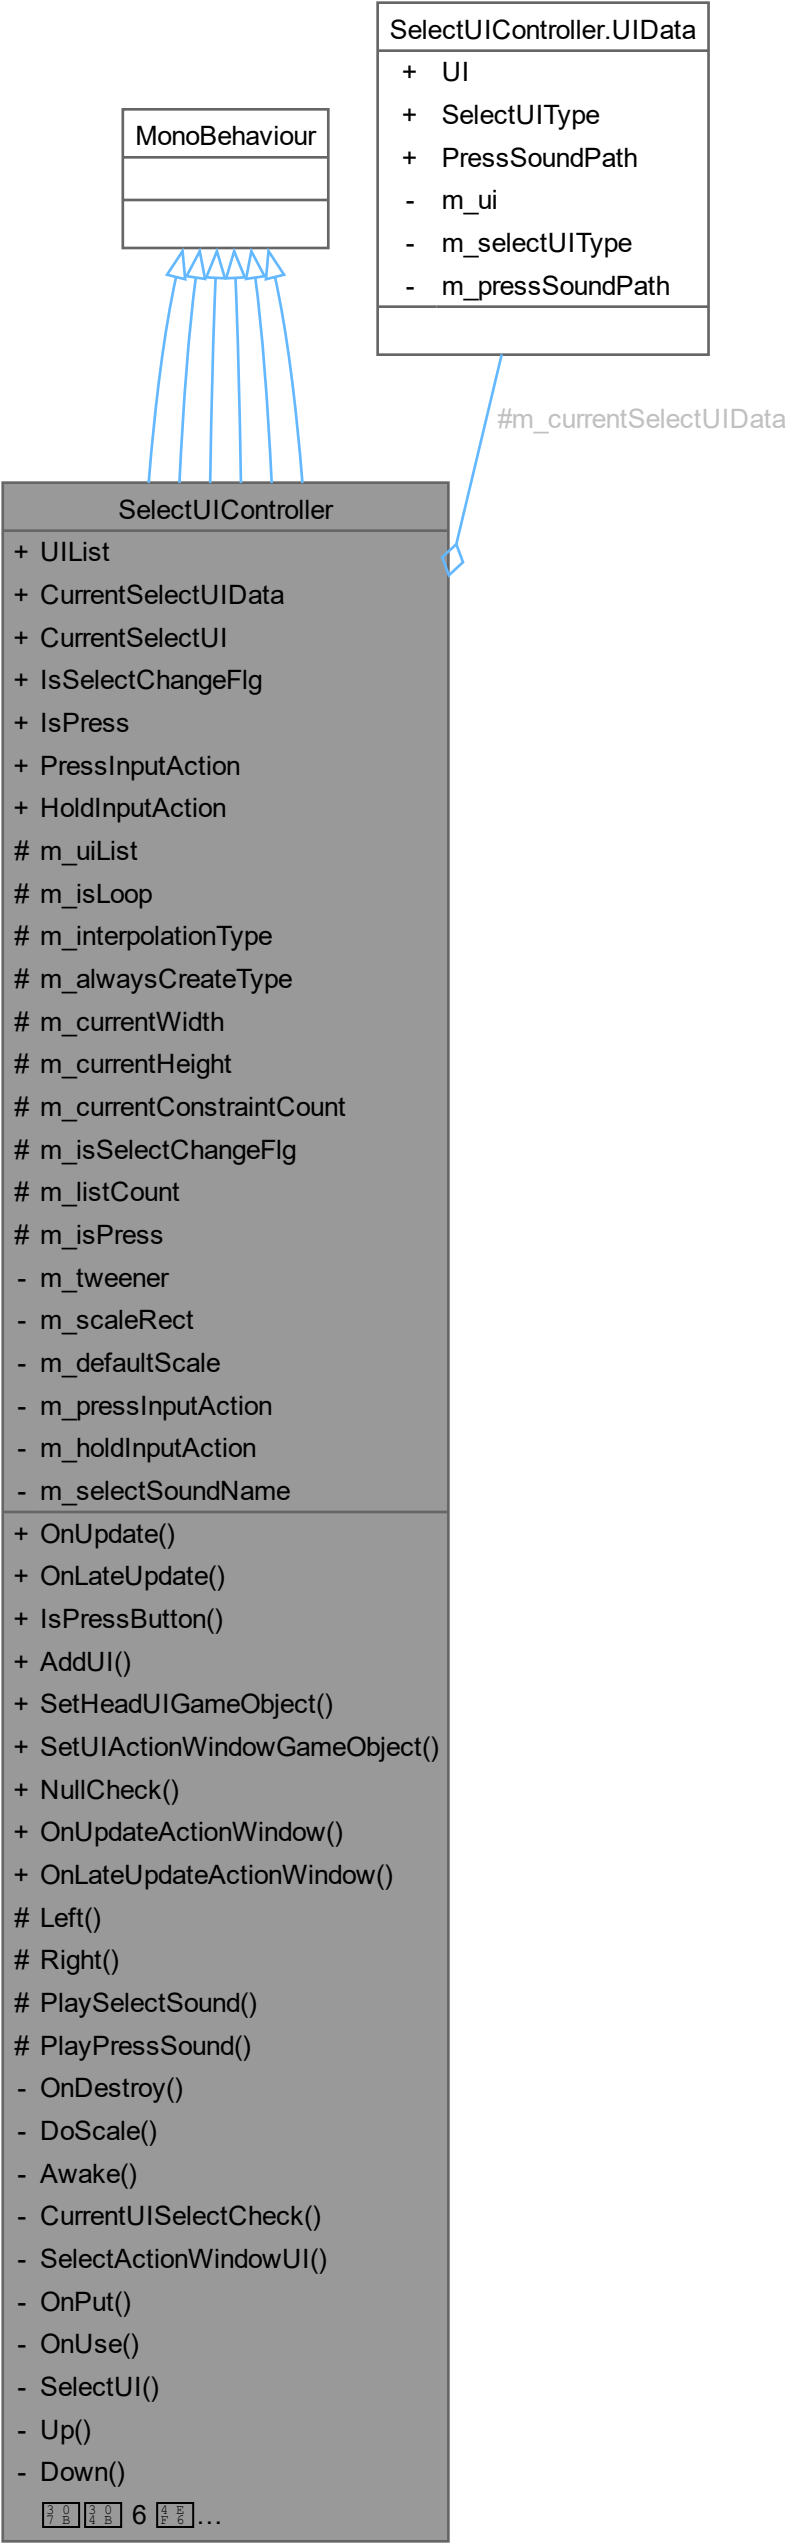 SelectUIController.UIData
+ UI
+ SelectUIType
+ PressSoundPath
- m_ui
- m_selectUIType
- m_pressSoundPath
MonoBehaviour
#m_currentSelectUIData
SelectUIController
+ UIList
+ CurrentSelectUIData
+ CurrentSelectUI
+ IsSelectChangeFlg
+ IsPress
+ PressInputAction
+ HoldInputAction
# m_uiList
# m_isLoop
# m_interpolationType
# m_alwaysCreateType
# m_currentWidth
# m_currentHeight
# m_currentConstraintCount
# m_isSelectChangeFlg
# m_listCount
# m_isPress
- m_tweener
- m_scaleRect
- m_defaultScale
- m_pressInputAction
- m_holdInputAction
- m_selectSoundName
+ OnUpdate()
+ OnLateUpdate()
+ IsPressButton()
+ AddUI()
+ SetHeadUIGameObject()
+ SetUIActionWindowGameObject()
+ NullCheck()
+ OnUpdateActionWindow()
+ OnLateUpdateActionWindow()
# Left()
# Right()
# PlaySelectSound()
# PlayPressSound()
- OnDestroy()
- DoScale()
- Awake()
- CurrentUISelectCheck()
- SelectActionWindowUI()
- OnPut()
- OnUse()
- SelectUI()
- Up()
- Down()
6 ...